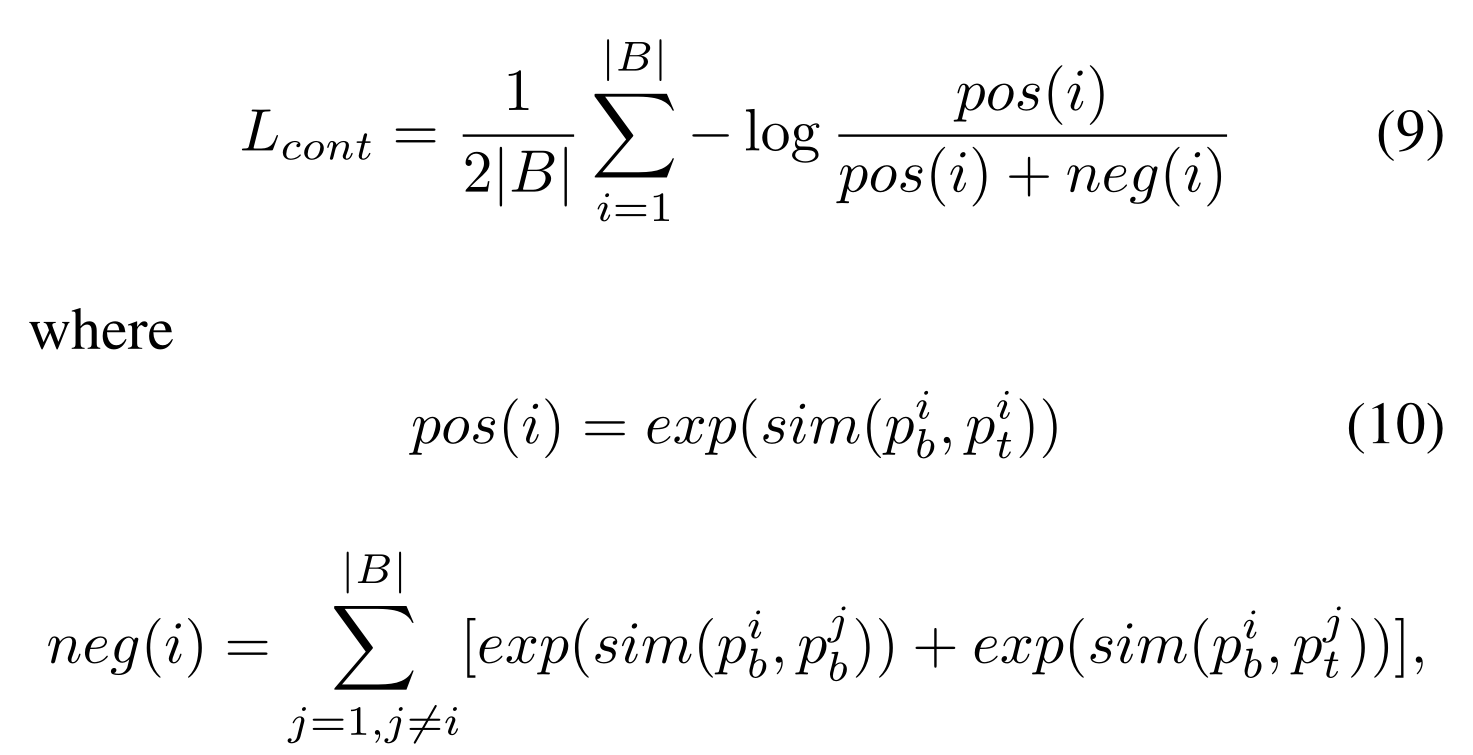 $L_{cont} = \frac{1}{2|B|} \sum_{i=1}^{|B|} -\log \frac{pos(i)}{pos(i) + neg(i)}$ (9)
where
$pos(i) = exp(sim(p_b^i, p_t^i))$ (10)
$neg(i) = \sum_{j=1, j \neq i}^{|B|} [exp(sim(p_b^i, p_b^j)) + exp(sim(p_b^i, p_t^j))],$